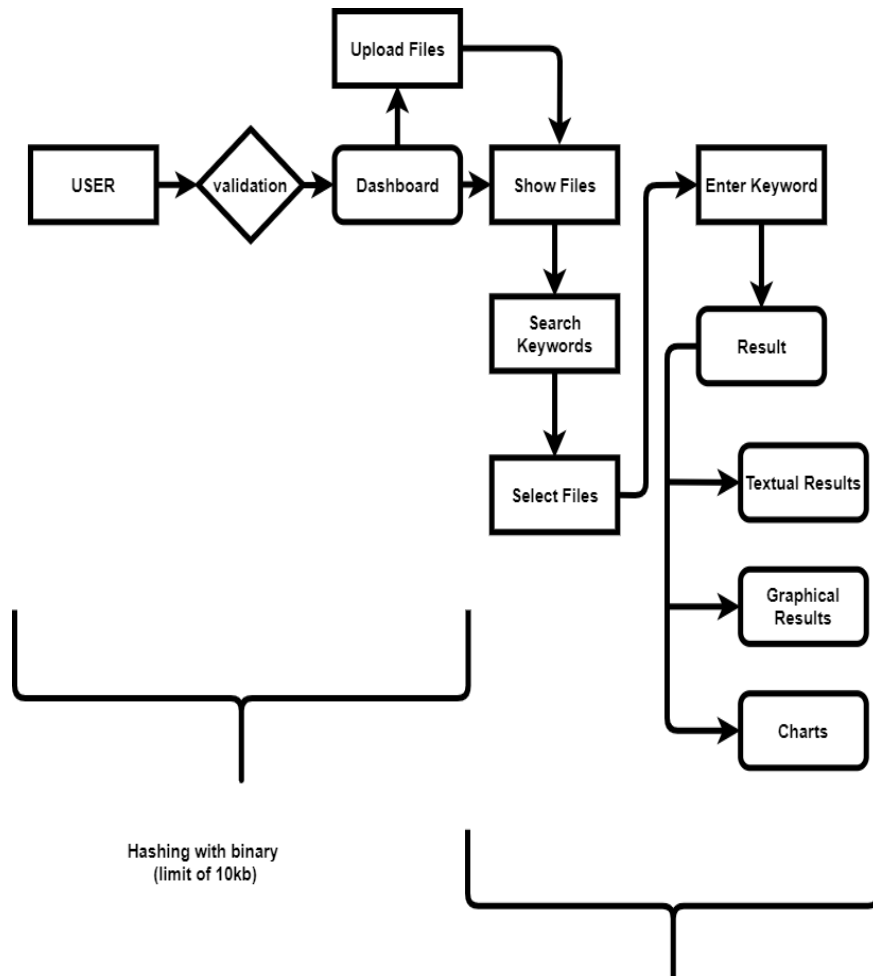 Upload Files
USER
validation
Dashboard
Show Files
Enter Keyword
Search
Keywords
Result
Select Files
Textual Results
Graphical
Results
Charts
Hashing with binary
(limit of 10kb)